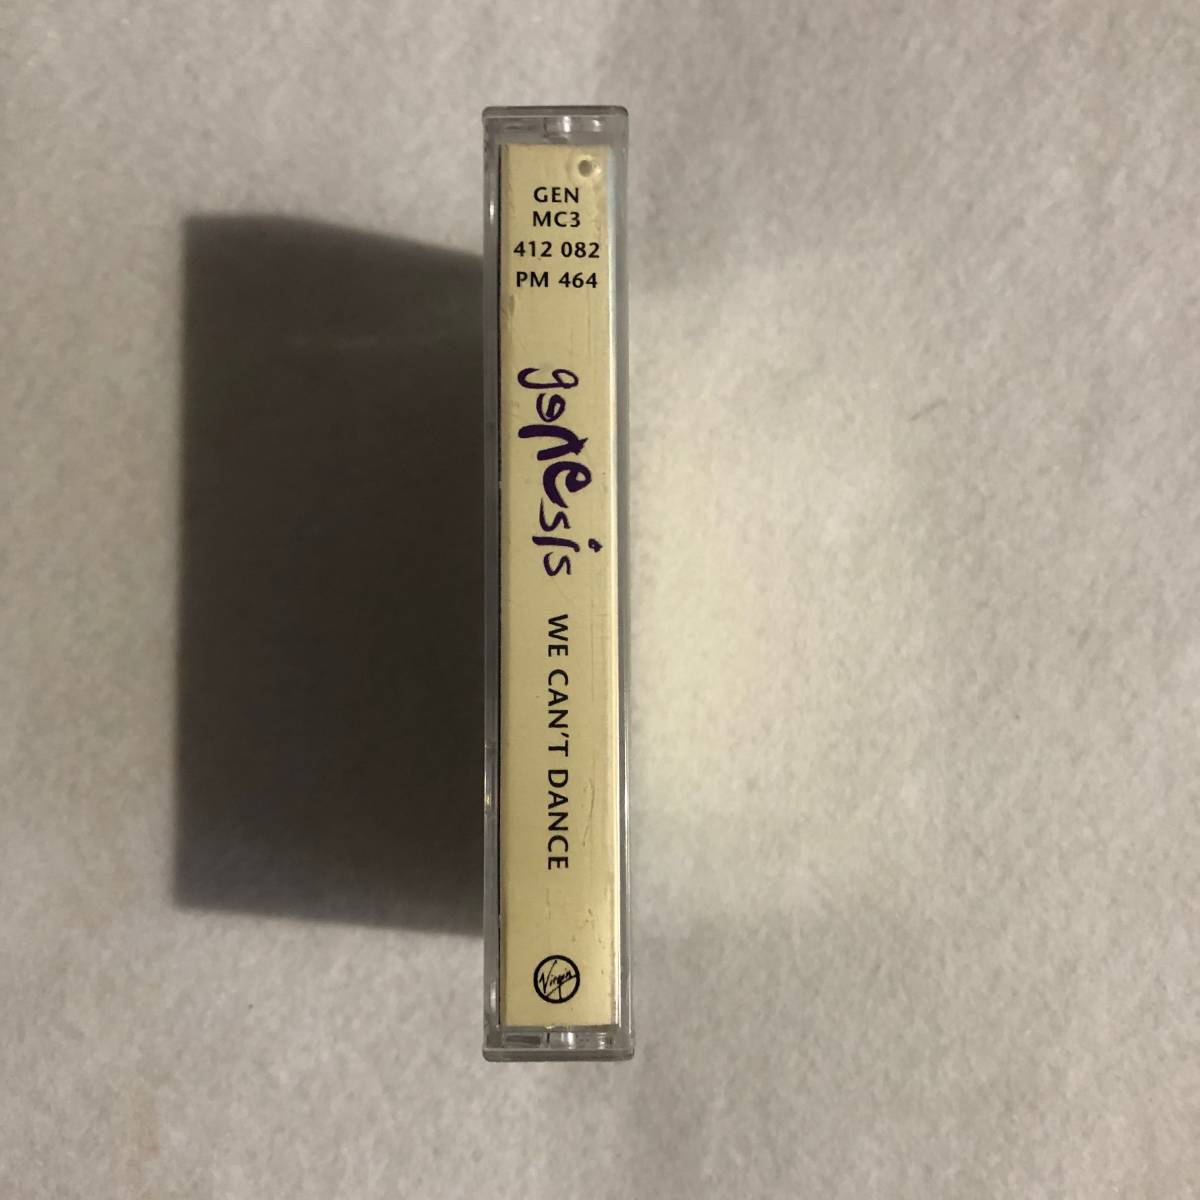 GEN
MC3
412 082
PM 464
genesis WE CAN'T DANCE
Virgin